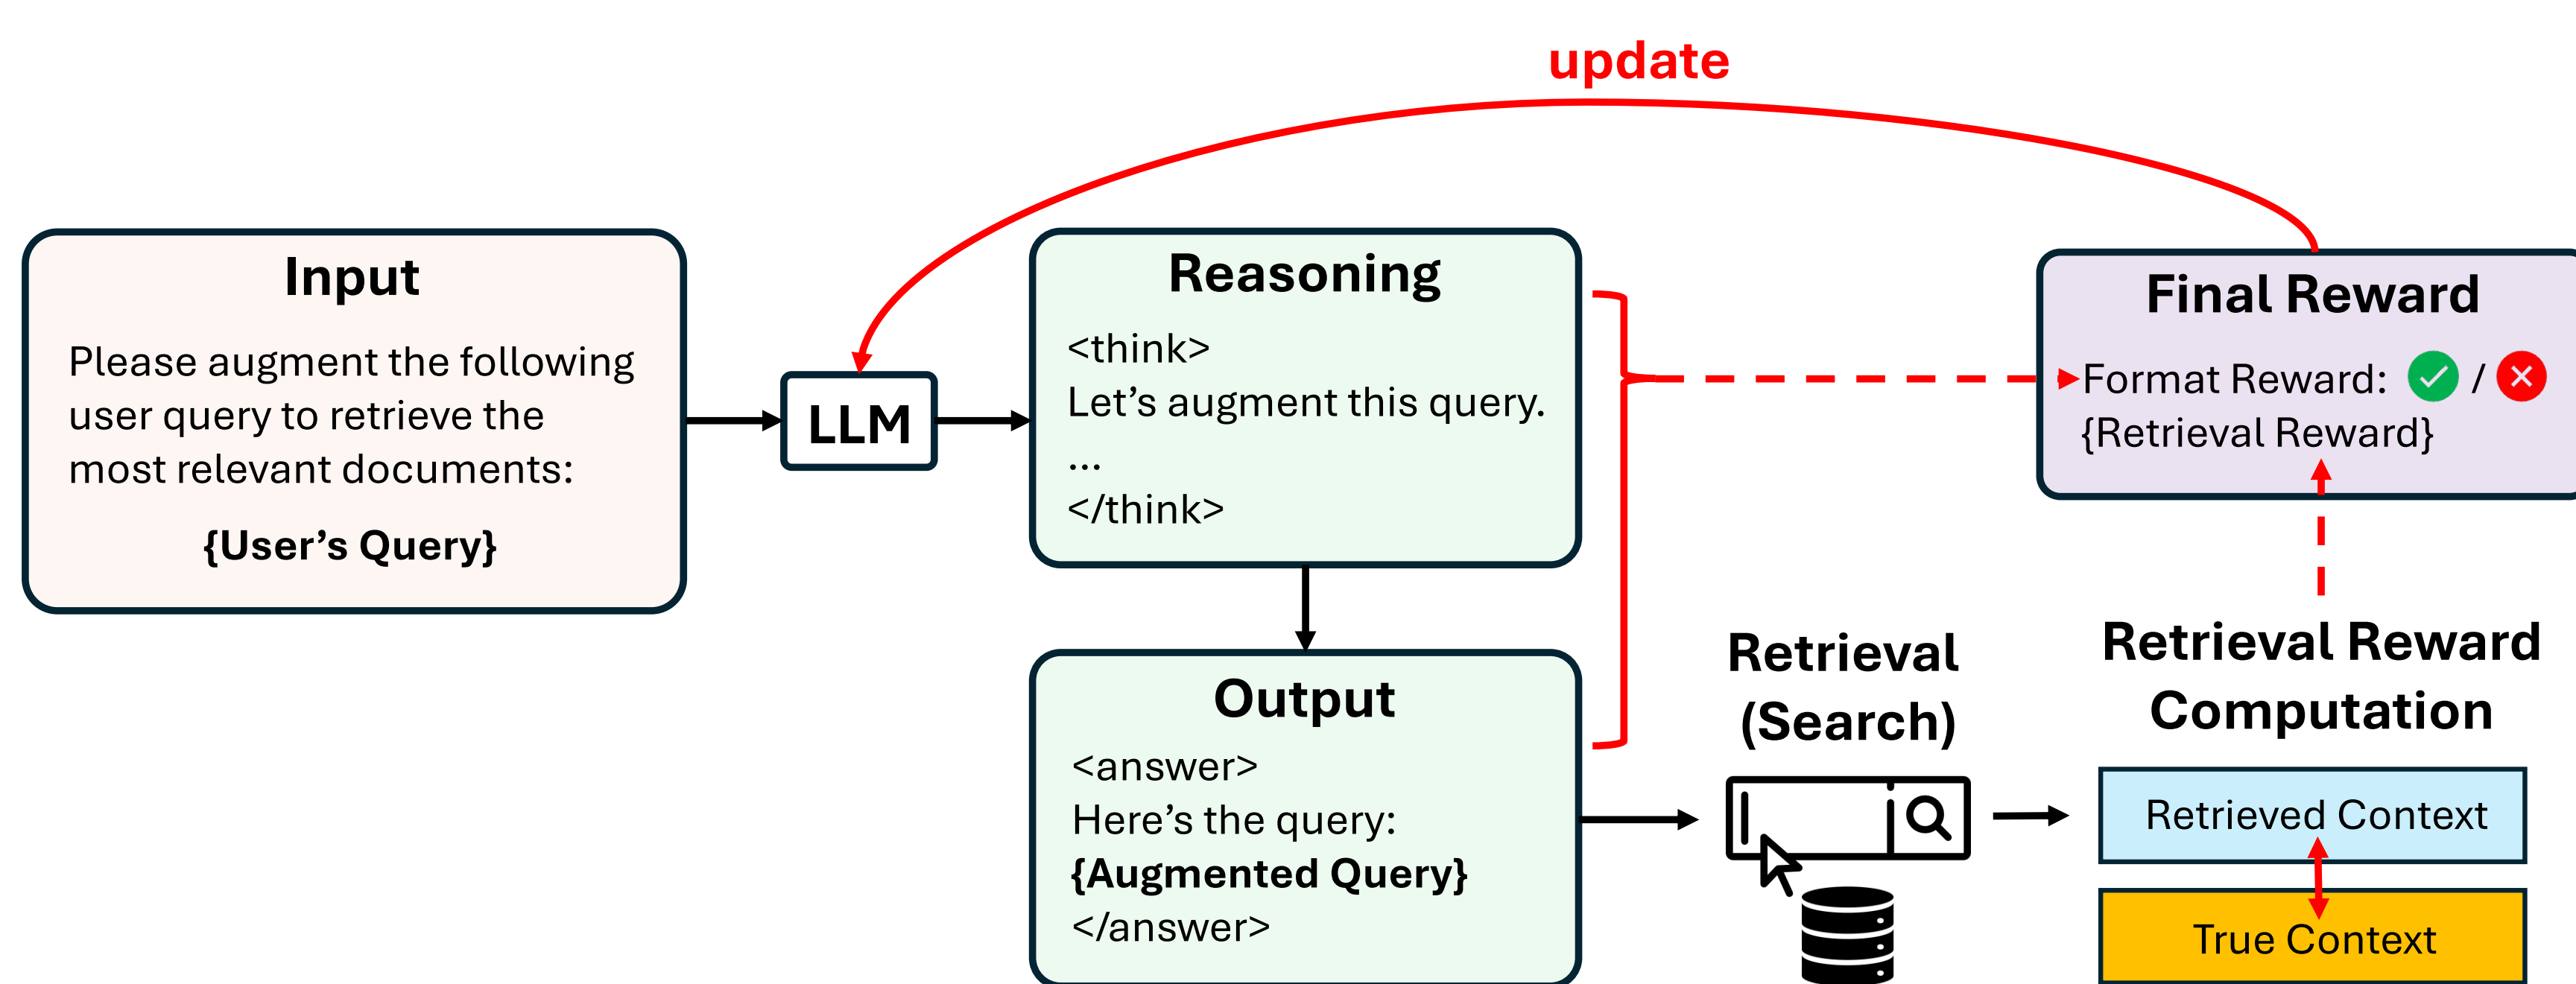 update
Input
Please augment the following
user query to retrieve the
most relevant documents:
{User’s Query}
LLM
Reasoning
<think>
Let’s augment this query.
...
</think>
Output
<answer>
Here’s the query:
{Augmented Query}
</answer>
Retrieval
(Search)
Final Reward
Format Reward: /
{Retrieval Reward}
Retrieval Reward
Computation
Retrieved Context
True Context